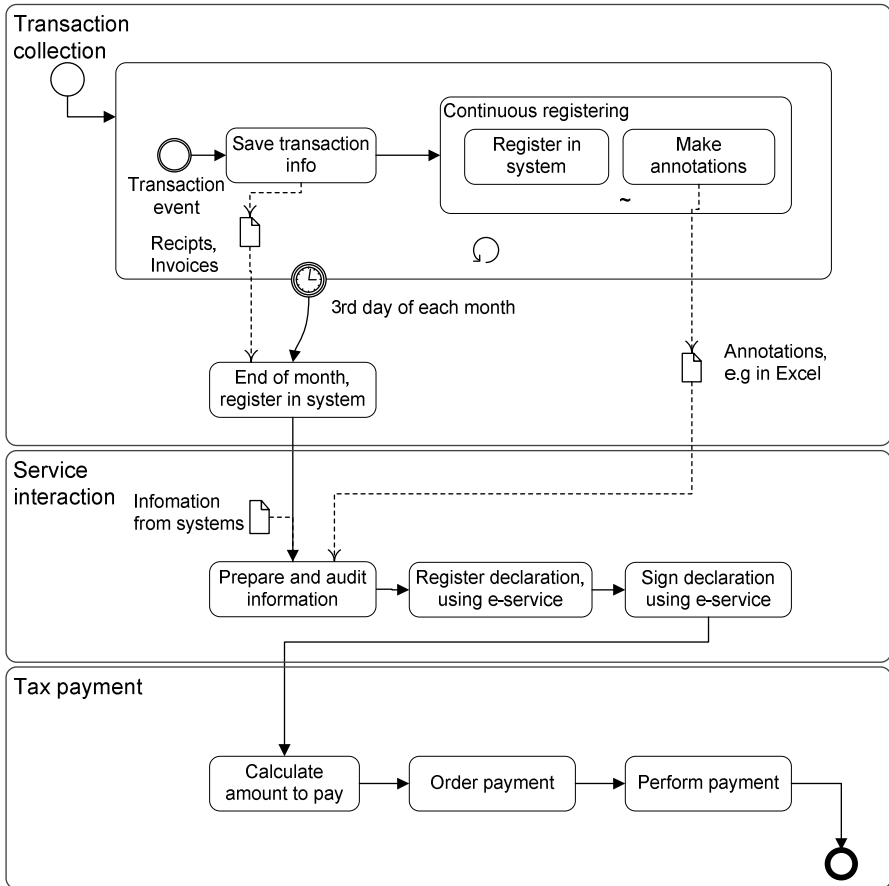 Transaction
collection
Continuous registering
Save transaction
info
Register in
system
Make
annotations
Transaction
event
~
Recipts,
Invoices
3rd day of each month
Annotations,
e.g in Excel
End of month,
register in system
Service
interaction
Infomation
from systems
Prepare and audit
information
Register declaration,
using e-service
Sign declaration
using e-service
Tax payment
Calculate
amount to pay
Order payment
Perform payment